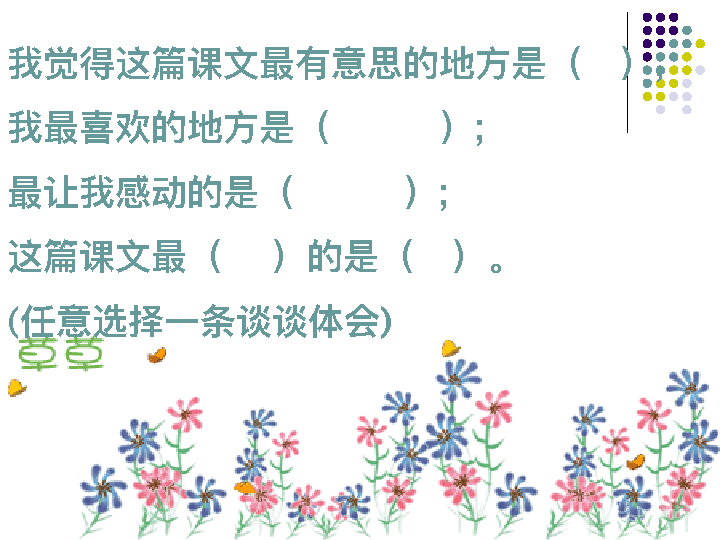 我觉得这篇课文最有意思的地方是（　）；
我最喜欢的地方是（　　　）；
最让我感动的是（　　　）；
这篇课文最（　）的是（　）。
(任意选择一条谈谈体会)
草草